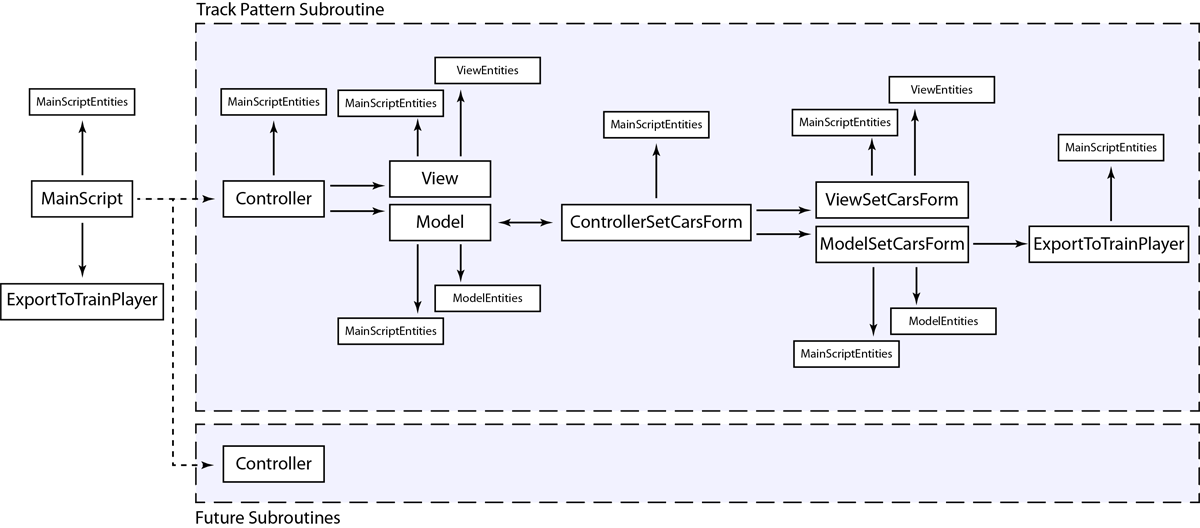 Track Pattern Subroutine
ViewEntities
ViewEntities
MainScriptEntities
MainScriptEntities
MainScriptEntities
MainScriptEntities
MainScriptEntities
MainScriptEntities
MainScriptEntities
View
MainScript
Controller
ViewSetCarsForm
Model
ControllerSetCarsForm
ModelSetCarsForm
ExportToTrainPlayer
ExportToTrainPlayer
ModelEntities
ModelEntities
MainScriptEntities
MainScriptEntities
Controller
Future Subroutines